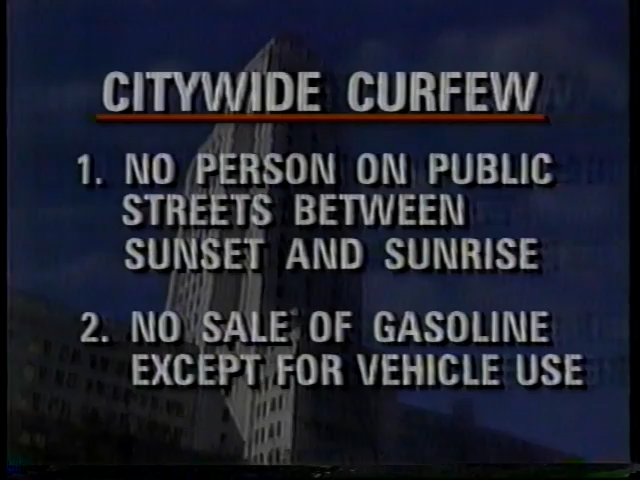 CITYWIDE CURFEW
1. NO PERSON ON PUBLIC
STREETS BETWEEN
SUNSET AND SUNRISE
2. NO SALE OF GASOLINE
EXCEPT FOR VEHICLE USE